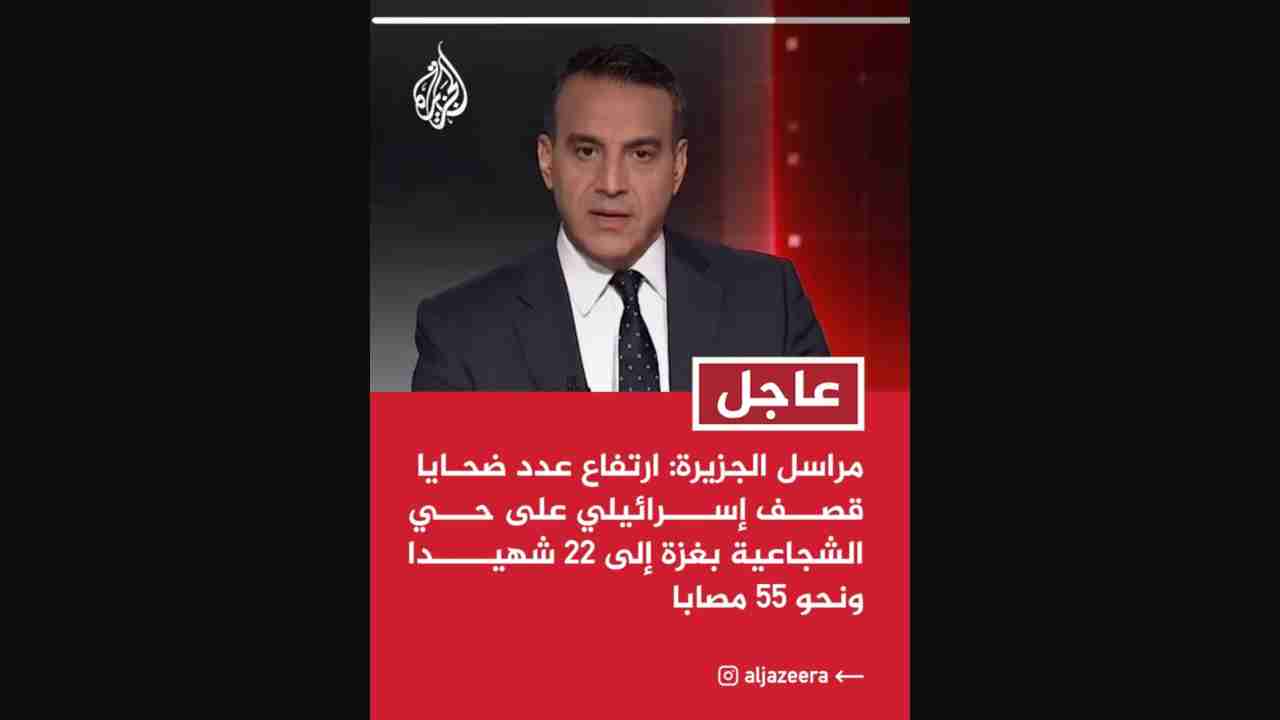 الجزيرة
عاجل
مراسل الجزيرة: ارتفاع عدد ضحايا
قصف إسرائيلي على حي
الشجاعية بغزة إلى 22 شهيدا
ونحو 55 مصابا
aljazeera